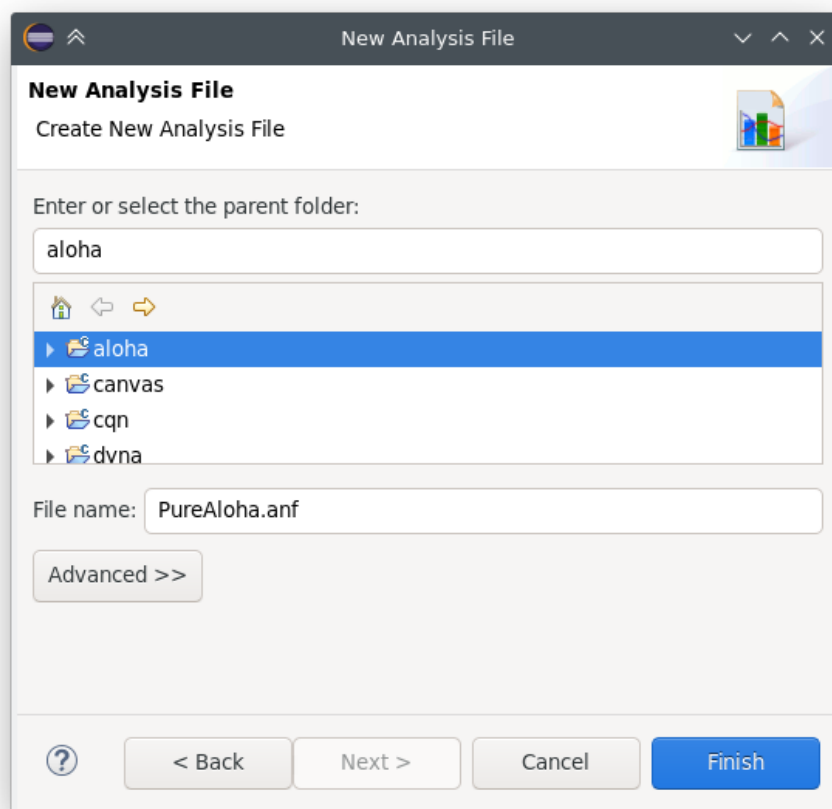 New Analysis File
New Analysis File
Create New Analysis File
Enter or select the parent folder:
aloha
aloha
canvas
cqn
dyna
File name: PureAloha.anf
Advanced >>
< Back Next > Cancel Finish